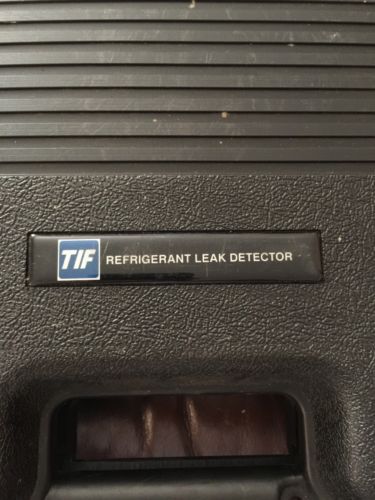 TIF REFRIGERANT LEAK DETECTOR